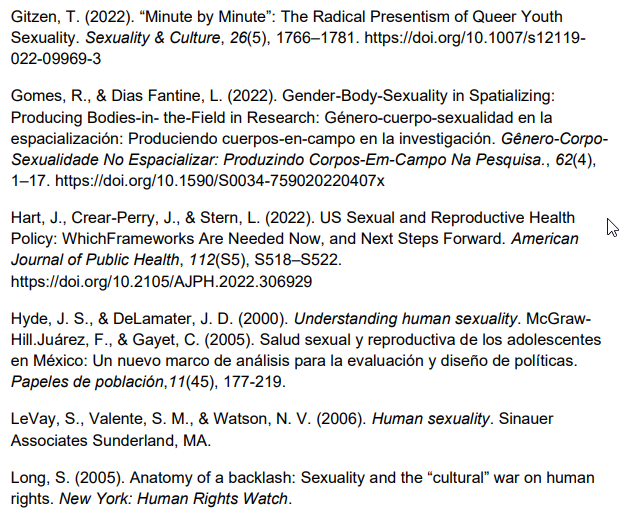 Gitzen, T. (2022). “Minute by Minute”: The Radical Presentism of Queer Youth
Sexuality. Sexuality & Culture, 26(5), 1766–1781. https://doi.org/10.1007/s12119-
022-09969-3
Gomes, R., & Dias Fantine, L. (2022). Gender-Body-Sexuality in Spatializing:
Producing Bodies-in- the-Field in Research: Género-cuerpo-sexualidad en la
espacialización: Produciendo cuerpos-en-campo en la investigación. Gênero-Corpo-
Sexualidade No Espacializar: Produzindo Corpos-Em-Campo Na Pesquisa., 62(4),
1–17. https://doi.org/10.1590/S0034-759020220407x
Hart, J., Crear-Perry, J., & Stern, L. (2022). US Sexual and Reproductive Health
Policy: WhichFrameworks Are Needed Now, and Next Steps Forward. American
Journal of Public Health, 112(S5), S518–S522.
https://doi.org/10.2105/AJPH.2022.306929
Hyde, J. S., & DeLamater, J. D. (2000). Understanding human sexuality. McGraw-
Hill.Juárez, F., & Gayet, C. (2005). Salud sexual y reproductiva de los adolescentes
en México: Un nuevo marco de análisis para la evaluación y diseño de políticas.
Papeles de población,11(45), 177-219.
LeVay, S., Valente, S. M., & Watson, N. V. (2006). Human sexuality. Sinauer
Associates Sunderland, MA.
Long, S. (2005). Anatomy of a backlash: Sexuality and the “cultural” war on human
rights. New York: Human Rights Watch.